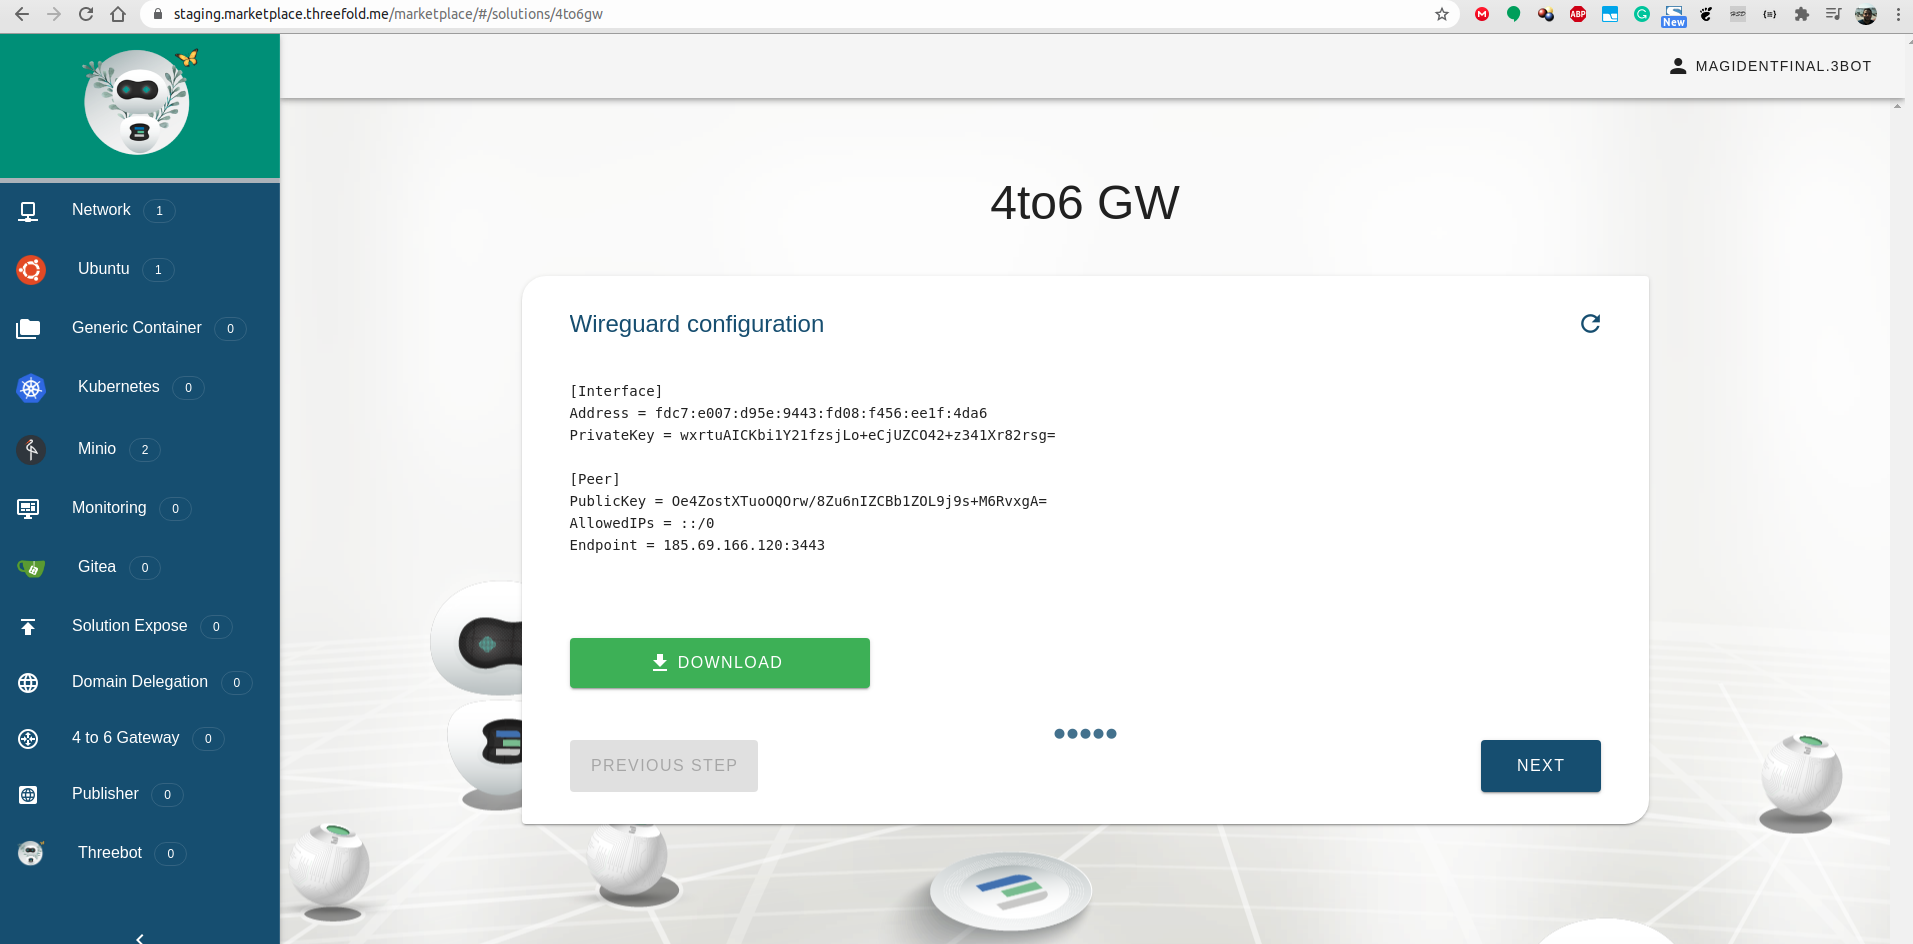 staging.marketplace.threefold.me/marketplace/#/solutions/4to6gw
ABP
New
MAGIDENTFINAL.3BOT
Network 1
Ubuntu 1
Generic Container 0
Kubernetes 0
Minio 2
Monitoring 0
Gitea 0
Solution Expose 0
Domain Delegation 0
4 to 6 Gateway 0
Publisher 0
Threebot 0
4to6 GW
Wireguard configuration
[Interface]
Address = fdc7:e007:d95e:9443:fd08:f456:ee1f:4da6
PrivateKey = wxrtuAICKbi1Y21fzsjLo+eCjUZCO42+z341Xr82rsg=
[Peer]
PublicKey = Oe4ZostXTuoOQOrw/8Zu6nIZCBb1ZOL9j9s+M6RvxgA=
AllowedIPs = ::/0
Endpoint = 185.69.166.120:3443
DOWNLOAD
PREVIOUS STEP
NEXT